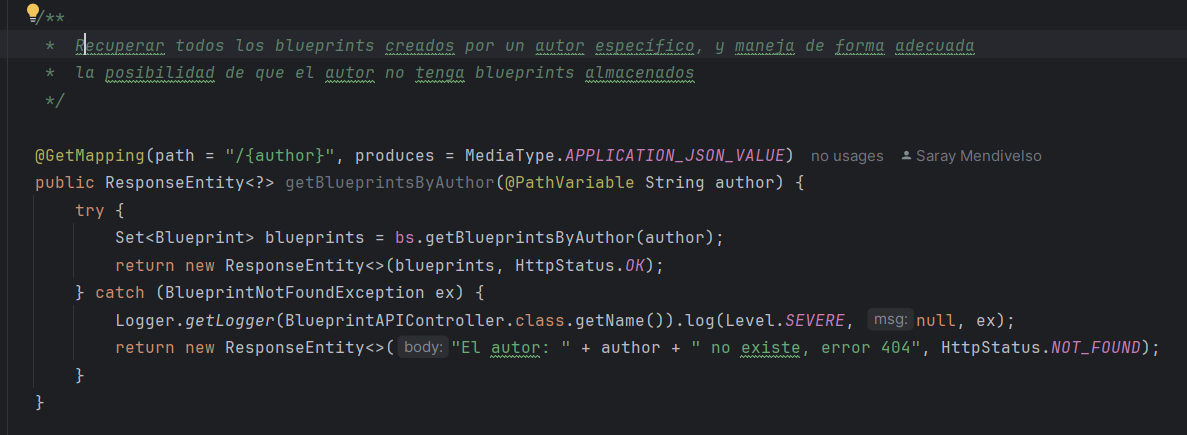 /**
* Recuperar todos los blueprints creados por un autor específico, y maneja de forma adecuada
* la posibilidad de que el autor no tenga blueprints almacenados
*/
@GetMapping(path = "/{author}", produces = MediaType.APPLICATION_JSON_VALUE) no usages Saray Mendivelso
public ResponseEntity<?> getBlueprintsByAuthor(@PathVariable String author) {
try {
Set<Blueprint> blueprints = bs.getBlueprintsByAuthor(author);
return new ResponseEntity<>(blueprints, HttpStatus.OK);
} catch (BlueprintNotFoundException ex) {
Logger.getLogger(BlueprintAPIController.class.getName()).log(Level.SEVERE, msg: null, ex);
return new ResponseEntity<>( body: "El autor: " + author + " no existe, error 404", HttpStatus.NOT_FOUND);
}
}